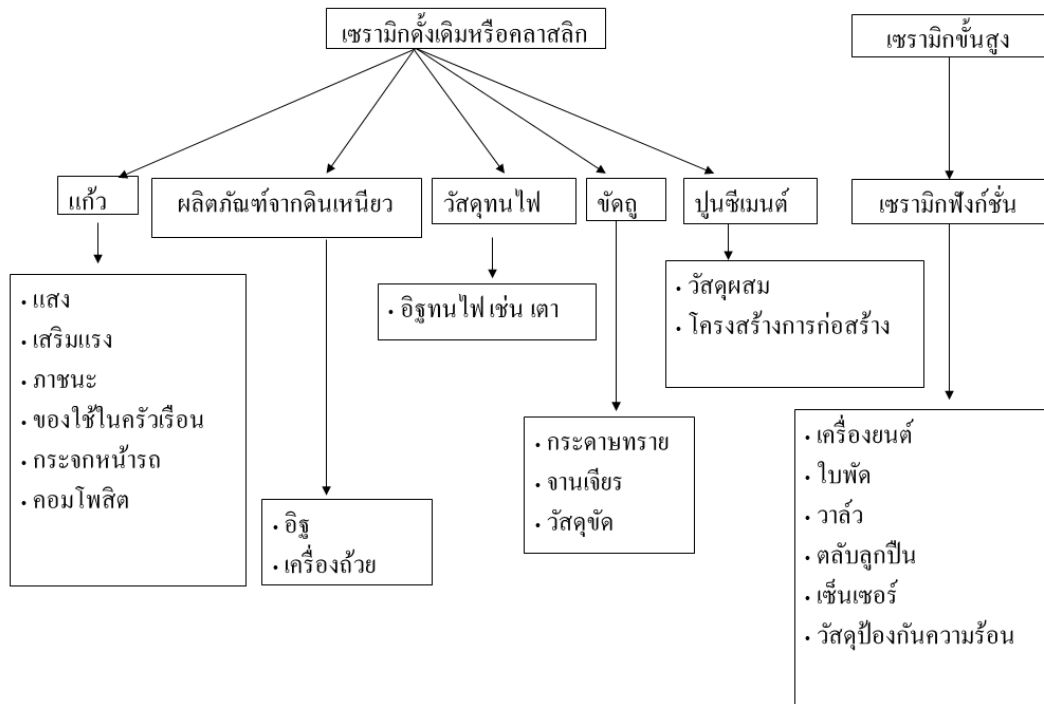 เซรามิกดั้งเดิมหรือคลาสลิก
เซรามิกขั้นสูง
แก้ว
ผลิตภัณฑ์จากดินเหนียว
วัสดุทนไฟ
ขัดถู
ปูนซีเมนต์
เซรามิกฟังก์ชั่น
• แสง
• เสริมแรง
• ภาชนะ
• ของใช้ในครัวเรือน
• กระจกหน้ารถ
• คอมโพสิต
• อิฐ
• เครื่องถ้วย
• อิฐทนไฟ เช่น เตา
• กระดาษทราย
• จานเจียร
• วัสดุขัด
• วัสดุผสม
• โครงสร้างการก่อสร้าง
• เครื่องยนต์
• ใบพัด
• วาล์ว
• ตลับลูกปืน
• เซ็นเซอร์
• วัสดุป้องกันความร้อน